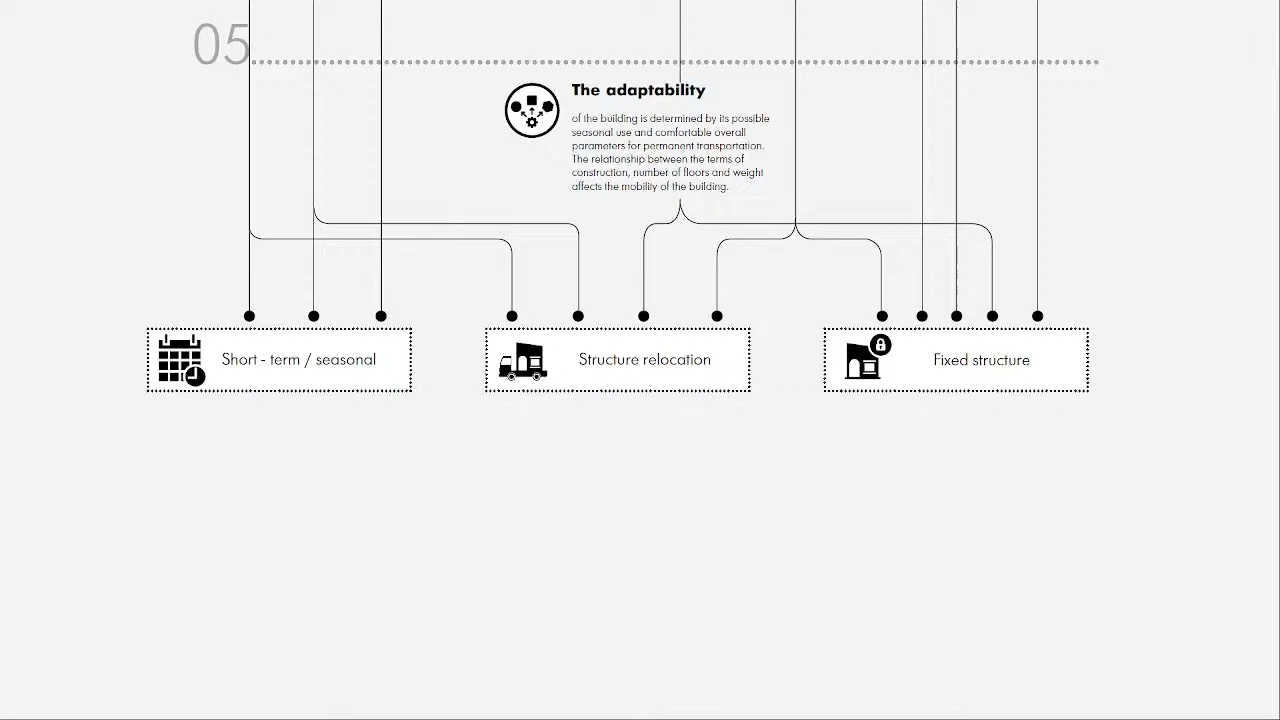 05
The adaptability
of the building is determined by its possible
seasonal use and comfortable overall
parameters for permanent transportation.
The relationship between the terms of
construction, number of floors and weight
affects the mobility of the building.
Short - term / seasonal
Structure relocation
Fixed structure